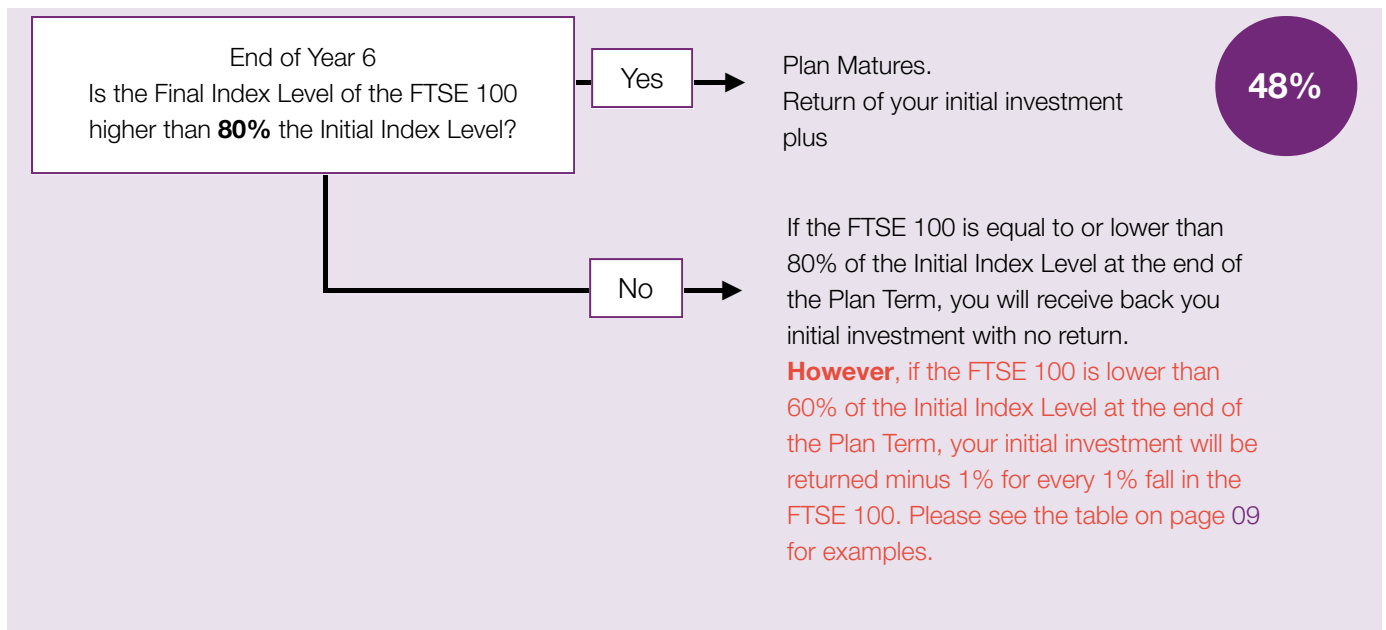 End of Year 6
Is the Final Index Level of the FTSE 100
higher than 80% the Initial Index Level?
Yes
Plan Matures.
Return of your initial investment
plus
48%
No
If the FTSE 100 is equal to or lower than
80% of the Initial Index Level at the end of
the Plan Term, you will receive back you
initial investment with no return.
However, if the FTSE 100 is lower than
60% of the Initial Index Level at the end of
the Plan Term, your initial investment will be
returned minus 1% for every 1% fall in the
FTSE 100. Please see the table on page 09
for examples.